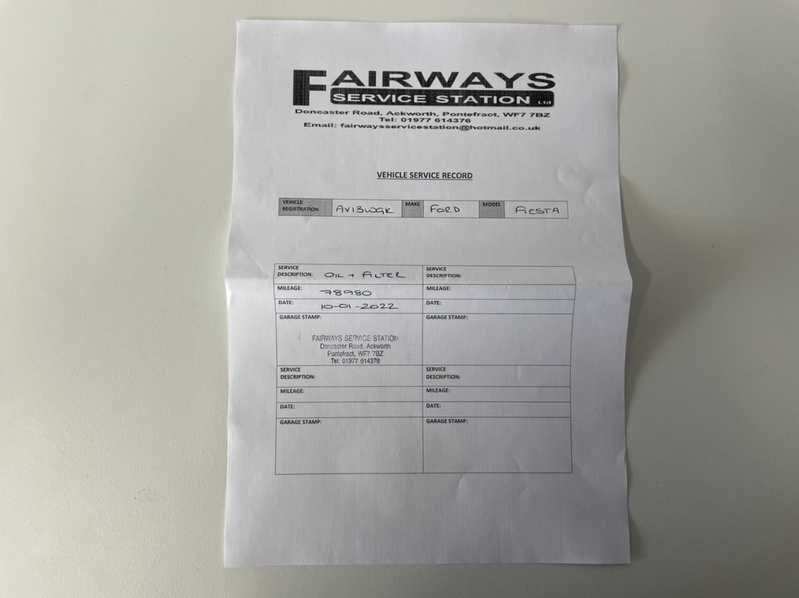 FAIRWAYS
SERVICE STATION Ltd
Doncaster Road, Ackworth, Pontefract, WF7 7BZ
Tel: 01977 614376
Email: fairwaysservicestation@hotmail.co.uk
VEHICLE SERVICE RECORD
VEHICLE REGISTRATION AV13WGK MAKE FORD MODEL FIESTA
SERVICE DESCRIPTION: OIL + FILTER SERVICE DESCRIPTION:
MILEAGE: 78980 MILEAGE:
DATE: 10-01-2022 DATE:
GARAGE STAMP: GARAGE STAMP:
FAIRWAYS SERVICE STATION
Doncaster Road, Ackworth
Pontefract, WF7 7BZ
Tel: 01977 614376
SERVICE DESCRIPTION: SERVICE DESCRIPTION:
MILEAGE: MILEAGE:
DATE: DATE:
GARAGE STAMP: GARAGE STAMP: